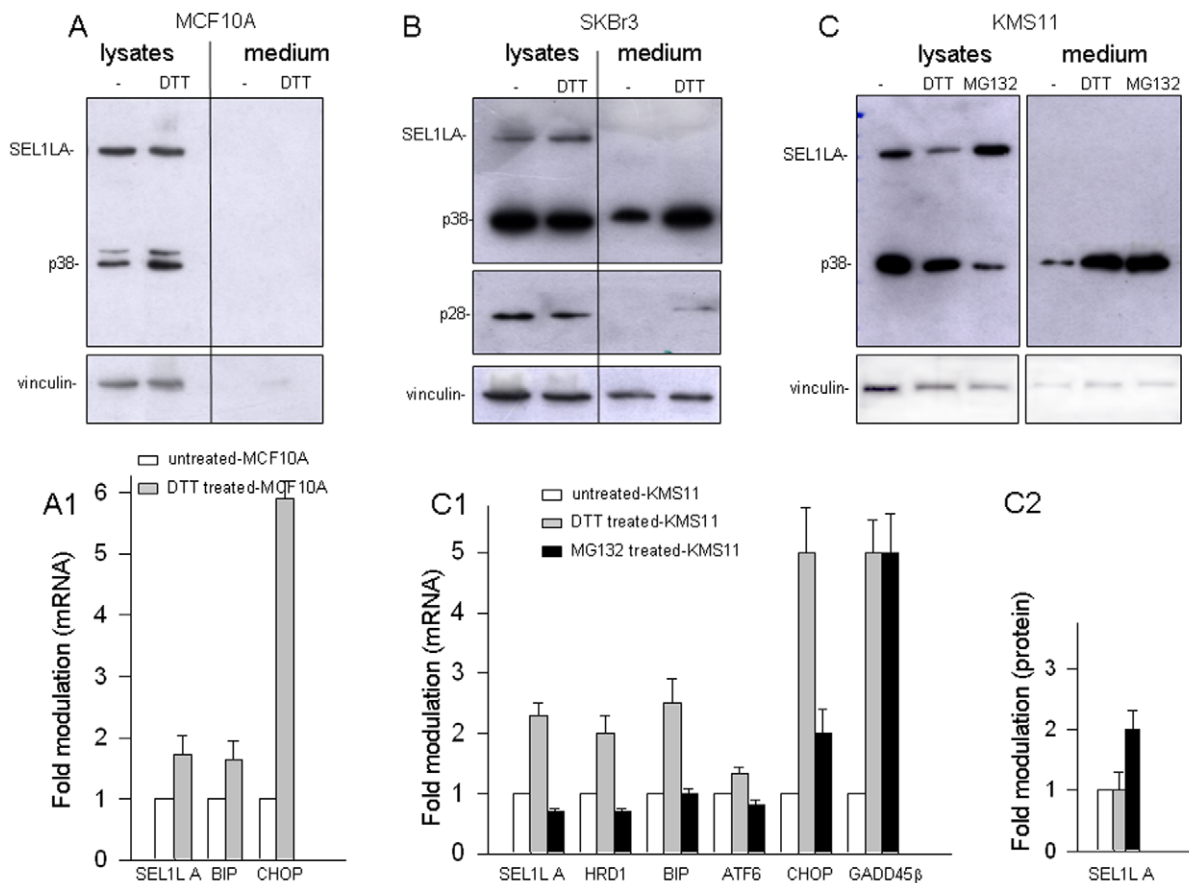 A MCF10A
lysates medium
- DTT - DTT
SEL1LA-
p38-
vinculin-
B SKBr3
lysates medium
- DTT - DTT
SEL1LA-
p38-
p28-
vinculin-
C KMS11
lysates medium
- DTT MG132 - DTT MG132
SEL1LA-
p38-
vinculin-
A1
untreated-MCF10A
DTT treated-MCF10A
Fold modulation (mRNA)
6
5
4
3
2
1
0
SEL1L A BIP CHOP
C1
untreated-KMS11
DTT treated-KMS11
MG132 treated-KMS11
Fold modulation (mRNA)
5
4
3
2
1
0
SEL1L A HRD1 BIP ATF6 CHOP GADD45β
C2
Fold modulation (protein)
3
2
1
0
SEL1L A